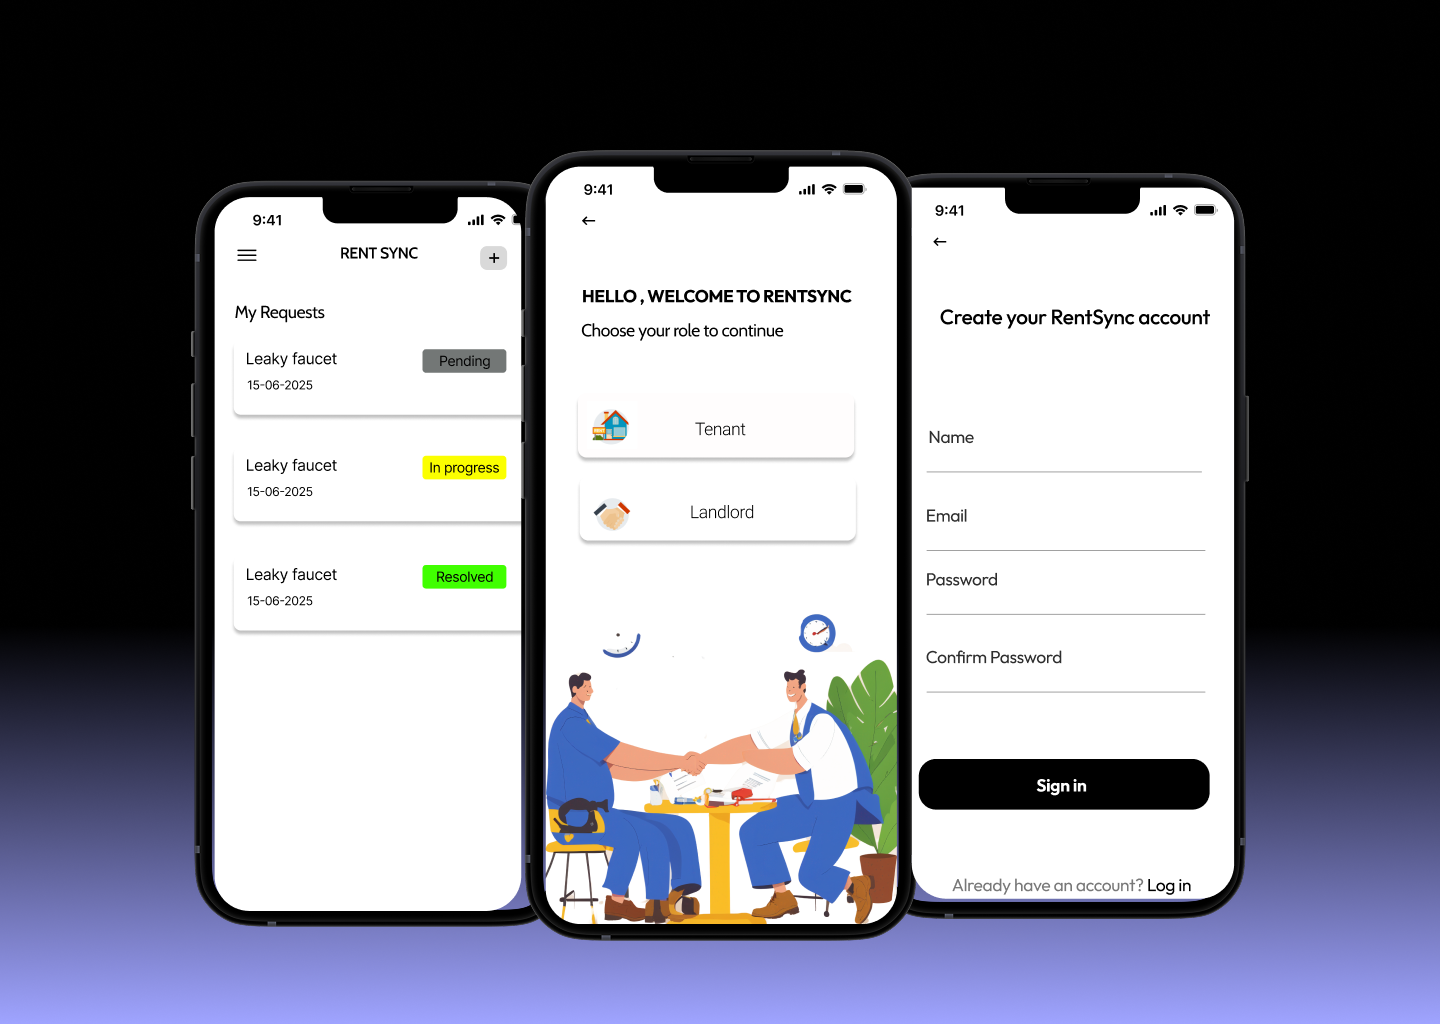 9:41
RENT SYNC
+
My Requests
Leaky faucet
Pending
15-06-2025
Leaky faucet
In progress
15-06-2025
Leaky faucet
Resolved
15-06-2025
9:41
HELLO , WELCOME TO RENTSYNC
Choose your role to continue
Tenant
Landlord
9:41
Create your RentSync account
Name
Email
Password
Confirm Password
Sign in
Already have an account? Log in